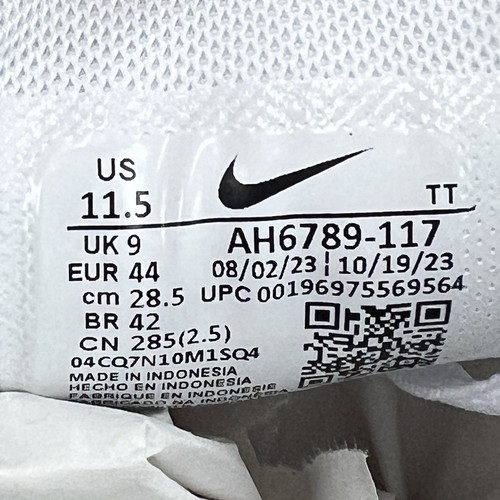 US
11.5
TT
UK 9
AH6789-117
EUR 44
08/02/23 | 10/19/23
cm 28.5
UPC 00196975569564
BR 42
CN 285(2.5)
04CQ7N10M1SQ4
MADE IN INDONESIA
HECHO EN INDONESIA
FABRIQUE EN INDONESIE